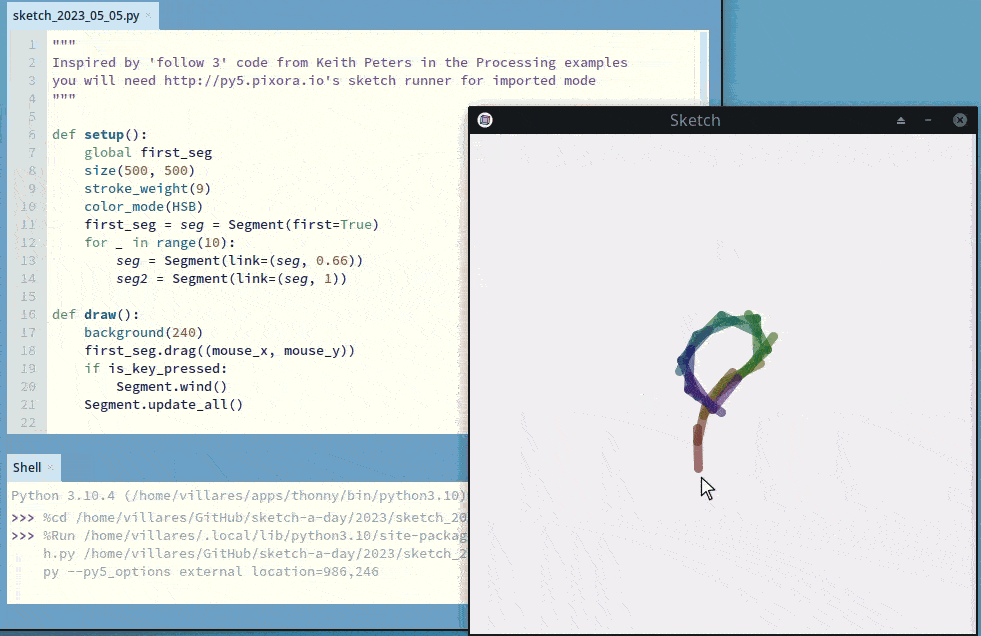 sketch_2023_05_05.py ×
1 """
2 Inspired by 'follow 3' code from Keith Peters in the Processing examples
3 you will need http://py5.pixora.io's sketch runner for imported mode
4 """
5
6 def setup():
7 global first_seg
8 size(500, 500)
9 stroke_weight(9)
10 color_mode(HSB)
11 first_seg = seg = Segment(first=True)
12 for _ in range(10):
13 seg = Segment(link=(seg, 0.66))
14 seg2 = Segment(link=(seg, 1))
15
16 def draw():
17 background(240)
18 first_seg.drag((mouse_x, mouse_y))
19 if is_key_pressed:
20 Segment.wind()
21 Segment.update_all()
22
Sketch
Shell ×
Python 3.10.4 (/home/villares/apps/thonny/bin/python3.10)
>>> %cd /home/villares/GitHub/sketch-a-day/2023/sketch_20
>>> %Run /home/villares/.local/lib/python3.10/site-packag
h.py /home/villares/GitHub/sketch-a-day/2023/sketch_2
py --py5_options external location=986,246